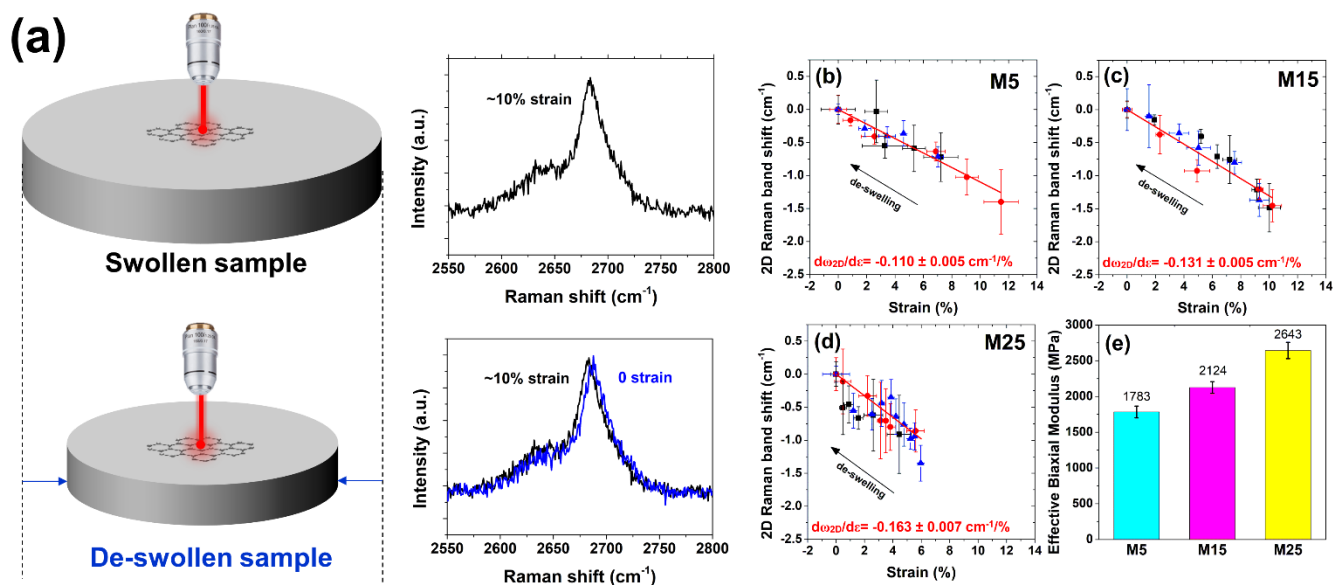 (a)
Swollen sample
De-swollen sample
~10% strain
Intensity (a.u.)
2550 2600 2650 2700 2750 2800
Raman shift (cm-1)
~10% strain
0 strain
Intensity (a.u.)
2550 2600 2650 2700 2750 2800
Raman shift (cm-1)
(b)
M5
2D Raman band shift (cm-1)
0.5
0.0
-0.5
-1.0
-1.5
-2.0
-2.5
de-swelling
dω2D/dε= -0.110 ± 0.005 cm-1/%
0 2 4 6 8 10 12 14
Strain (%)
(c)
M15
2D Raman band shift (cm-1)
0.5
0.0
-0.5
-1.0
-1.5
-2.0
-2.5
de-swelling
dω2D/dε= -0.131 ± 0.005 cm-1/%
0 2 4 6 8 10 12 14
Strain (%)
(d)
M25
2D Raman band shift (cm-1)
0.5
0.0
-0.5
-1.0
-1.5
-2.0
-2.5
de-swelling
dω2D/dε= -0.163 ± 0.007 cm-1/%
0 2 4 6 8 10 12 14
Strain (%)
(e)
Effective Biaxial Modulus (MPa)
3000
2500
2000
1500
1000
500
0
1783
2124
2643
M5 M15 M25